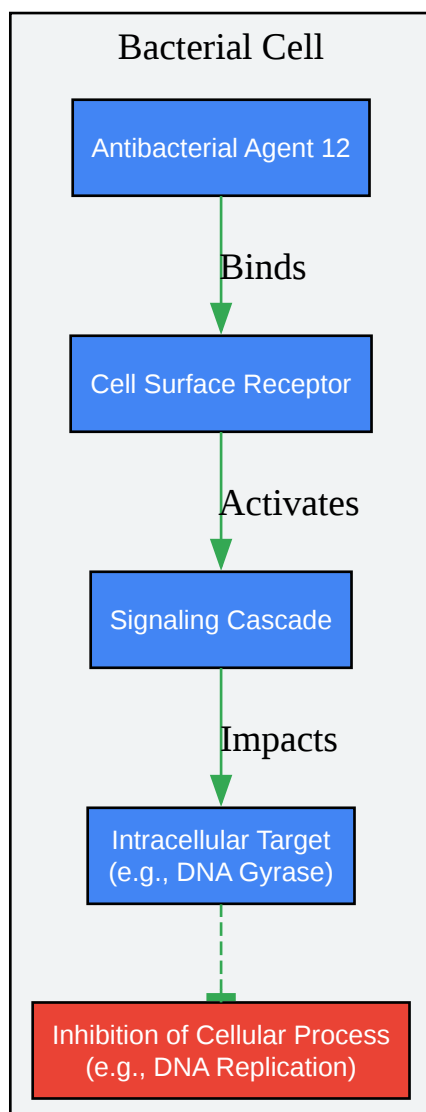 Bacterial Cell
Antibacterial Agent 12
Binds
Cell Surface Receptor
Activates
Signaling Cascade
Impacts
Intracellular Target
(e.g., DNA Gyrase)
Inhibition of Cellular Process
(e.g., DNA Replication)